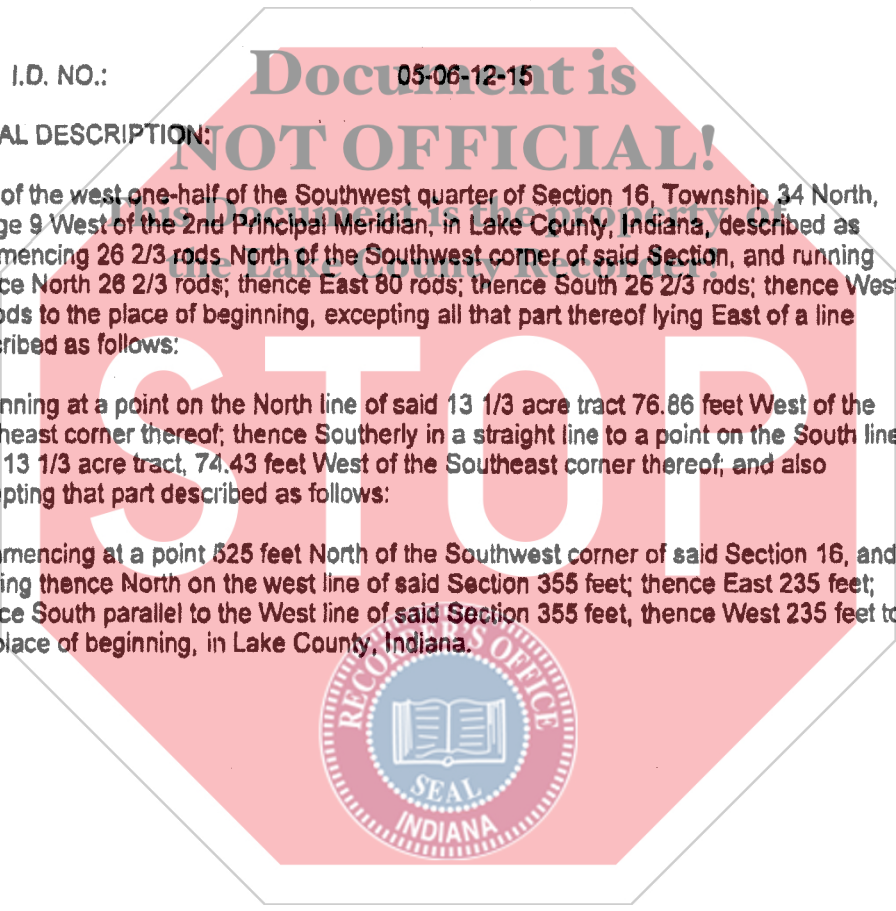 I.D. NO.: 05-06-12-15
Document is
NOT OFFICIAL!
This Document is the property of
the Lake County Recorder!
AL DESCRIPTION:
of the west one-half of the Southwest quarter of Section 16, Township 34 North,
ge 9 West of the 2nd Principal Meridian, in Lake County, Indiana, described as
mencing 26 2/3 rods North of the Southwest corner of said Section, and running
ce North 26 2/3 rods; thence East 80 rods; thence South 26 2/3 rods; thence West
ods to the place of beginning, excepting all that part thereof lying East of a line
cribed as follows:
nning at a point on the North line of said 13 1/3 acre tract 76.86 feet West of the
heast corner thereof; thence Southerly in a straight line to a point on the South line
13 1/3 acre tract, 74.43 feet West of the Southeast corner thereof; and also
pting that part described as follows:
mencing at a point 525 feet North of the Southwest corner of said Section 16, and
ing thence North on the west line of said Section 355 feet; thence East 235 feet;
ce South parallel to the West line of said Section 355 feet, thence West 235 feet to
place of beginning, in Lake County, Indiana.
STOP
RECORDER'S OFFICE
SEAL
INDIANA